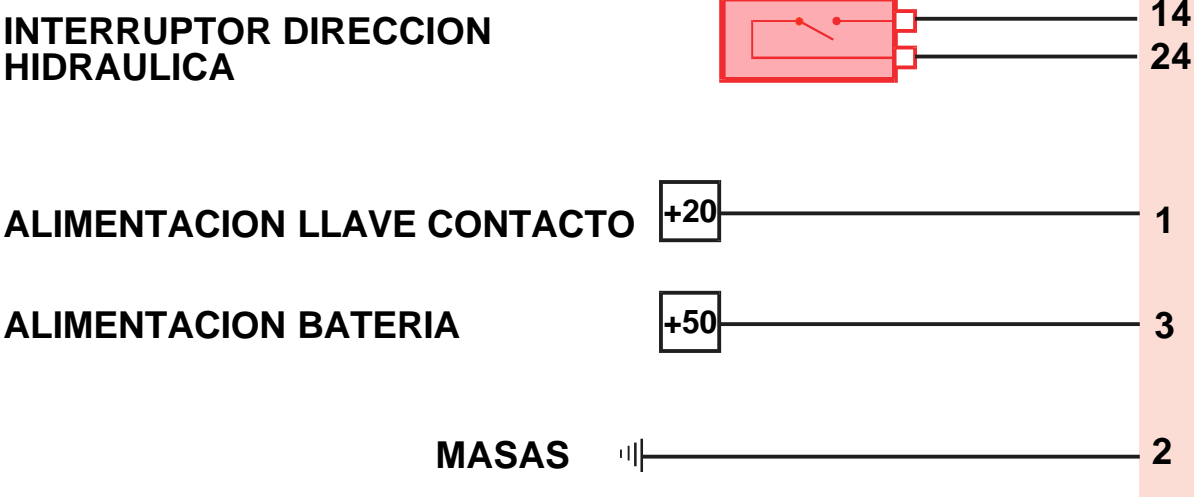 14
INTERRUPTOR DIRECCION
HIDRAULICA
24
ALIMENTACION LLAVE CONTACTO +20 1
ALIMENTACION BATERIA +50 3
MASAS 2